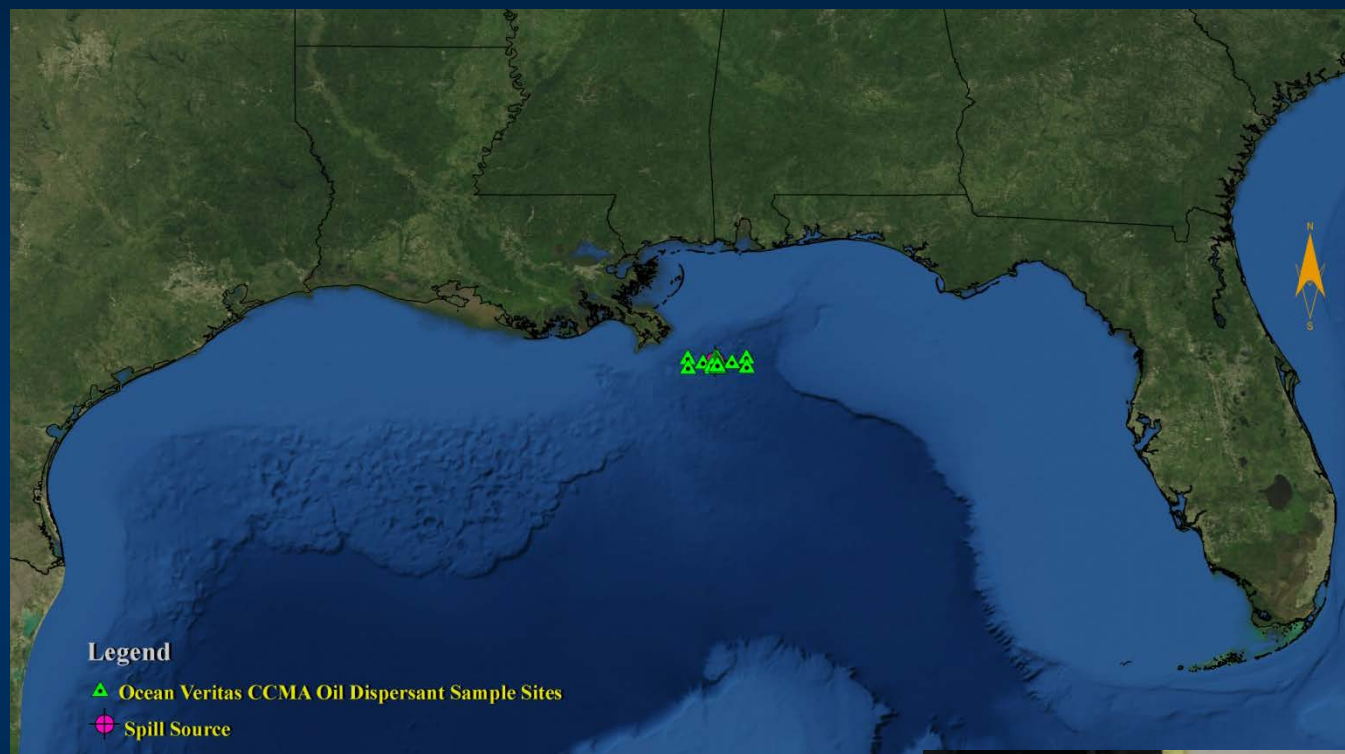 N
S
Legend
Ocean Veritas CCMA Oil Dispersant Sample Sites
Spill Source